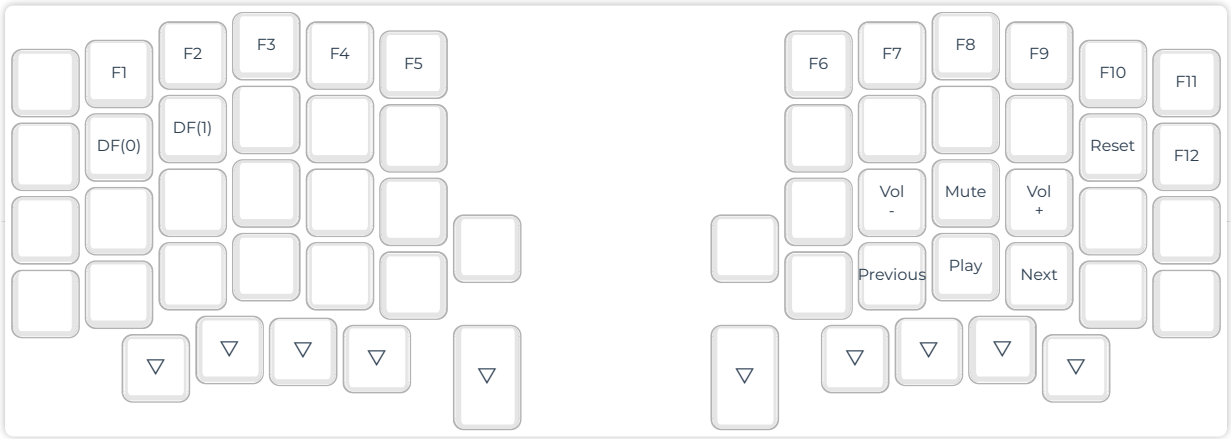 F1 F2 F3 F4 F5 F6 F7 F8 F9 F10 F11
DF(0) DF(1) Reset F12
Vol
-
Mute
Vol
+
Previous Play Next